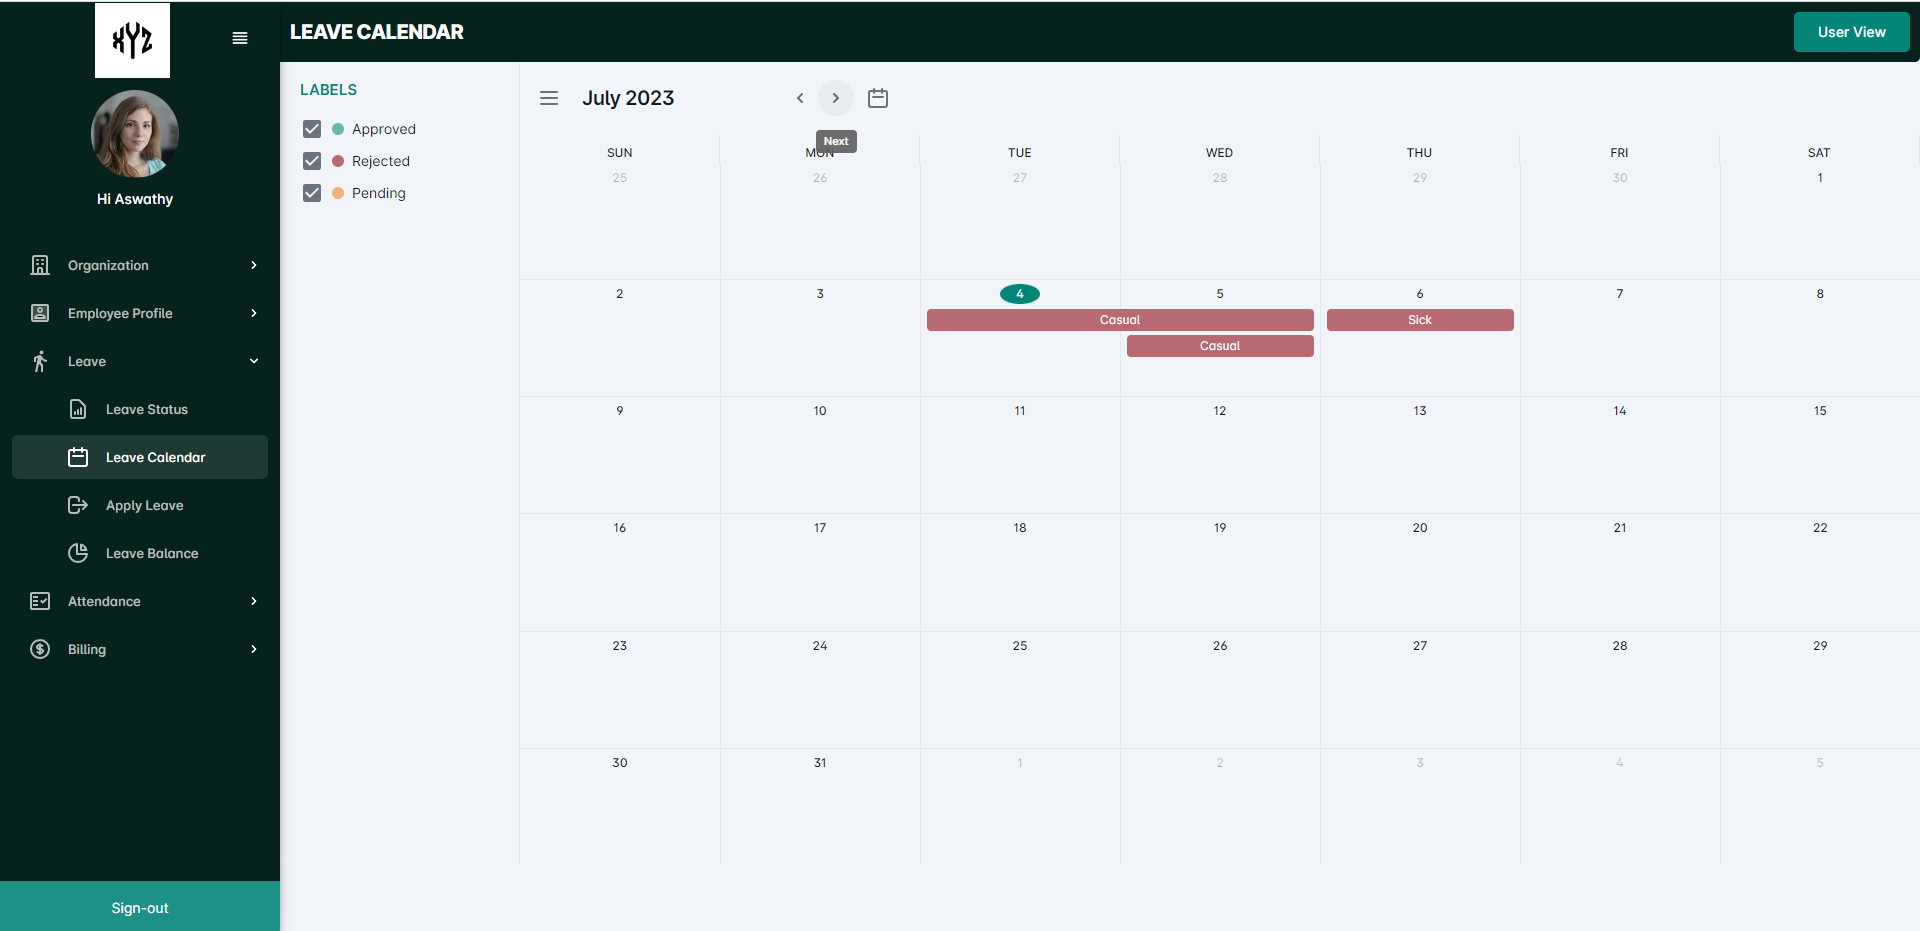 XYZ
Hi Aswathy
Organization
Employee Profile
Leave
Leave Status
Leave Calendar
Apply Leave
Leave Balance
Attendance
Billing
Sign-out
LEAVE CALENDAR
User View
LABELS
Approved
Rejected
Pending
July 2023
Next
SUN MON TUE WED THU FRI SAT
25 26 27 28 29 30 1
2 3 4 5 6 7 8
Casual Sick
Casual
9 10 11 12 13 14 15
16 17 18 19 20 21 22
23 24 25 26 27 28 29
30 31 1 2 3 4 5